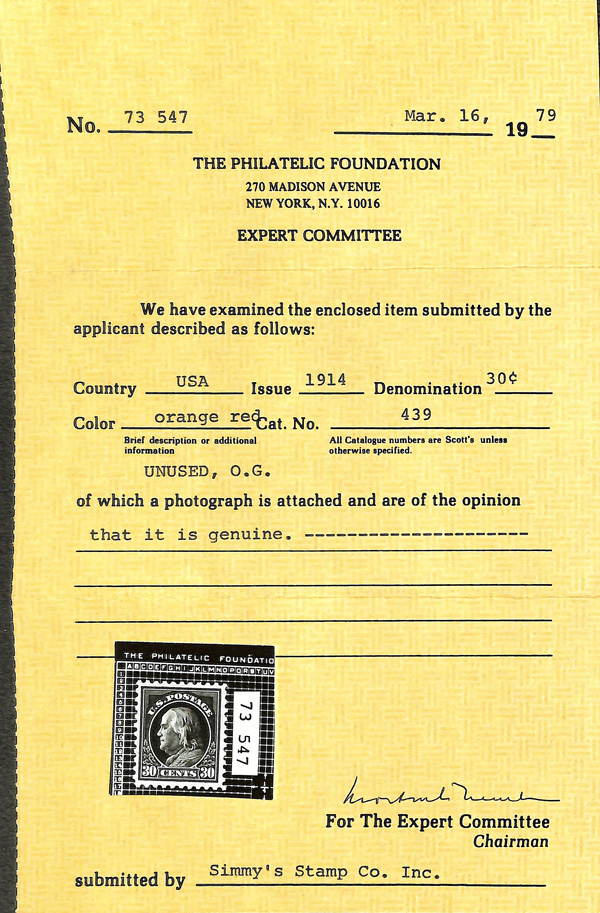 No. 73 547 Mar. 16, 19 79
THE PHILATELIC FOUNDATION
270 MADISON AVENUE
NEW YORK, N.Y. 10016
EXPERT COMMITTEE
We have examined the enclosed item submitted by the
applicant described as follows:
Country USA Issue 1914 Denomination 30¢
Color orange red Cat. No. 439
Brief description or additional
information
All Catalogue numbers are Scott's unless
otherwise specified.
UNUSED, O.G.
of which a photograph is attached and are of the opinion
that it is genuine. ---------------------
THE PHILATELIC FOUNDATIO
ABCDEFGHIJKLMNOPQRSTUV
U.S. POSTAGE
73 547
30 CENTS 30
For The Expert Committee
Chairman
submitted by Simmy's Stamp Co. Inc.